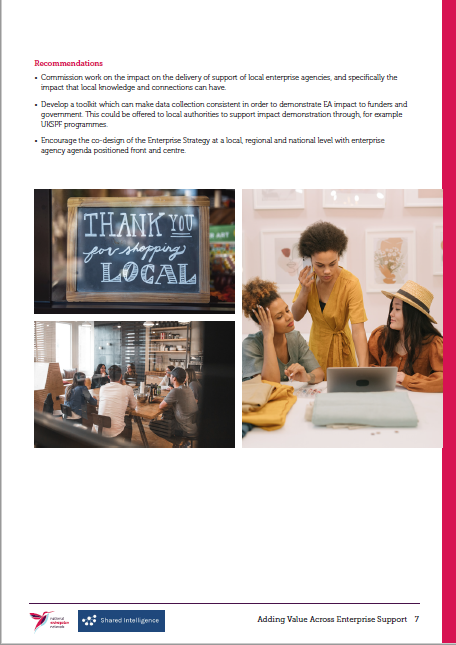 Recommendations
• Commission work on the impact on the delivery of support of local enterprise agencies, and specifically the
impact that local knowledge and connections can have.
• Develop a toolkit which can make data collection consistent in order to demonstrate EA impact to funders and
government. This could be offered to local authorities to support impact demonstration through, for example
UKSPF programmes.
• Encourage the co-design of the Enterprise Strategy at a local, regional and national level with enterprise
agency agenda positioned front and centre.
THANK YOU
for shopping
LOCAL
ART
national
enterprise
network
Shared Intelligence
Adding Value Across Enterprise Support 7